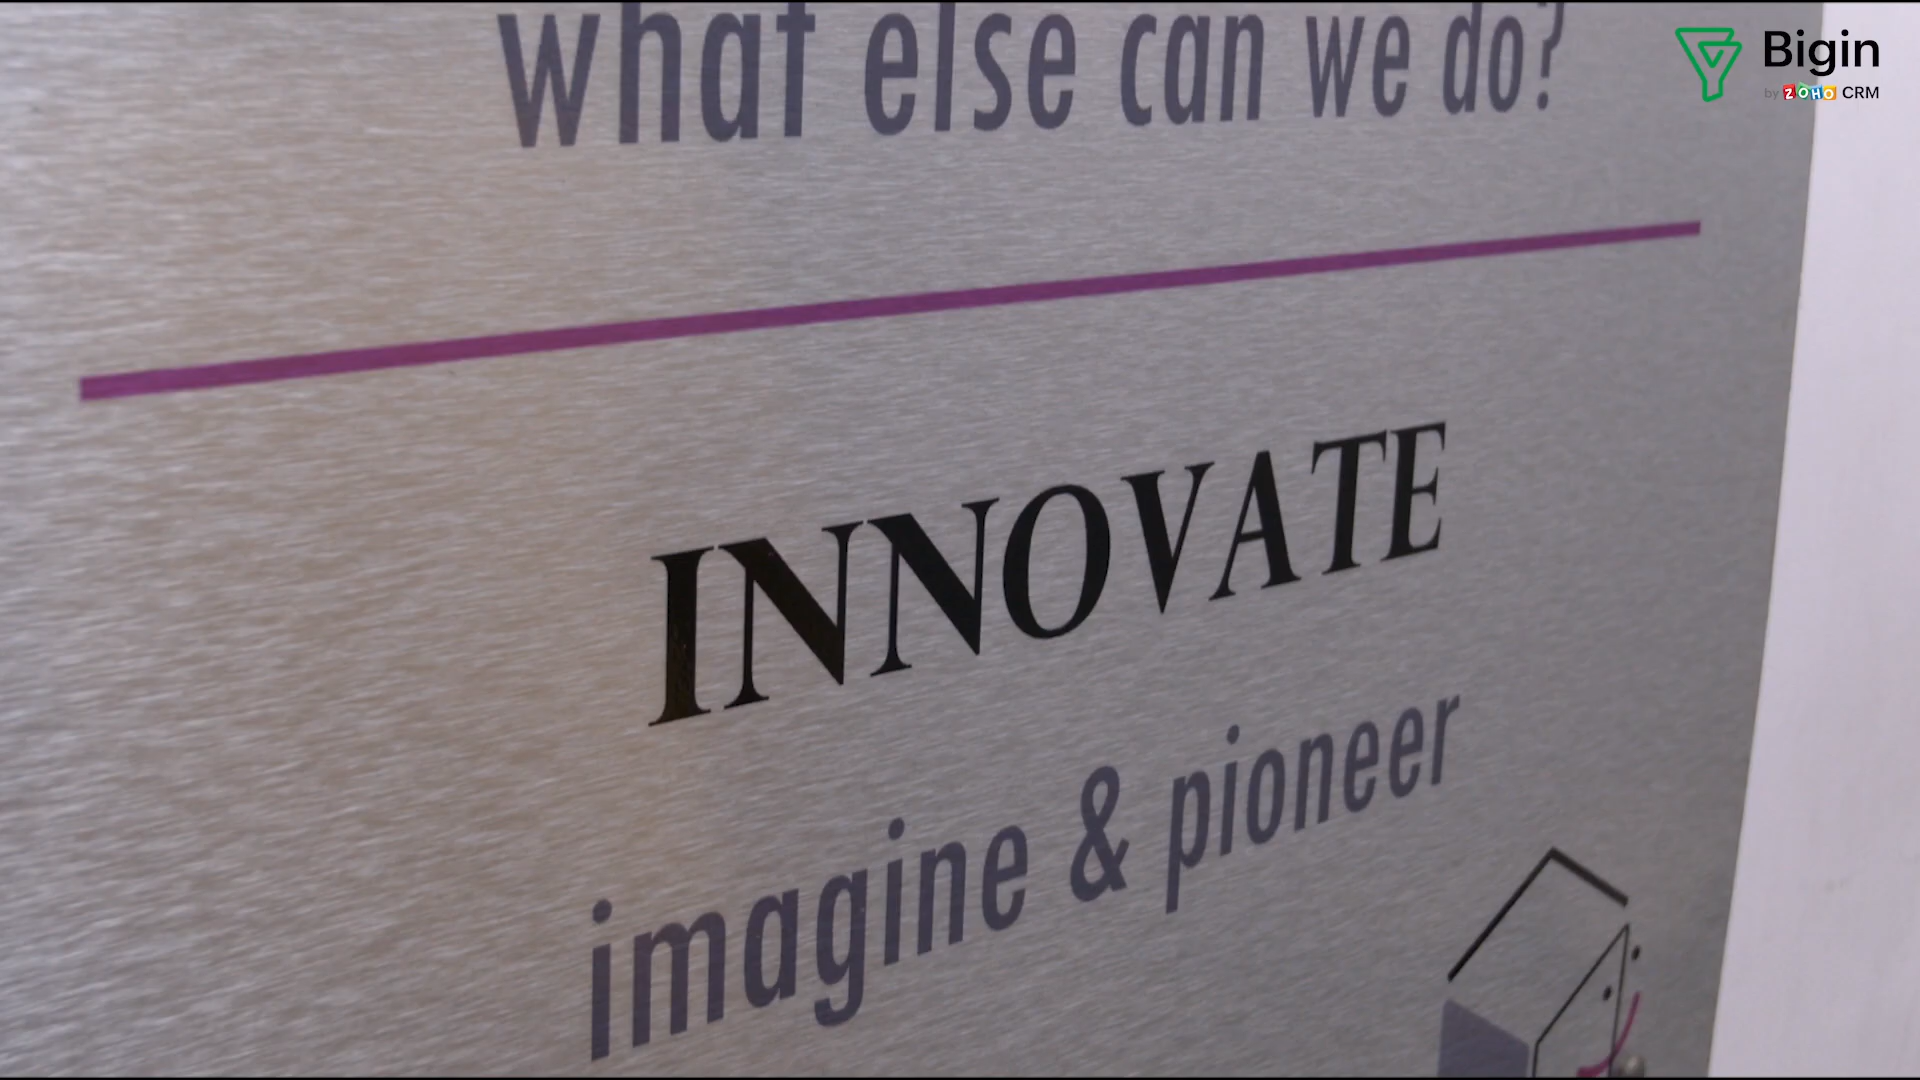 what else can we do?
Bigin
by ZOHO CRM
INNOVATE
imagine & pioneer